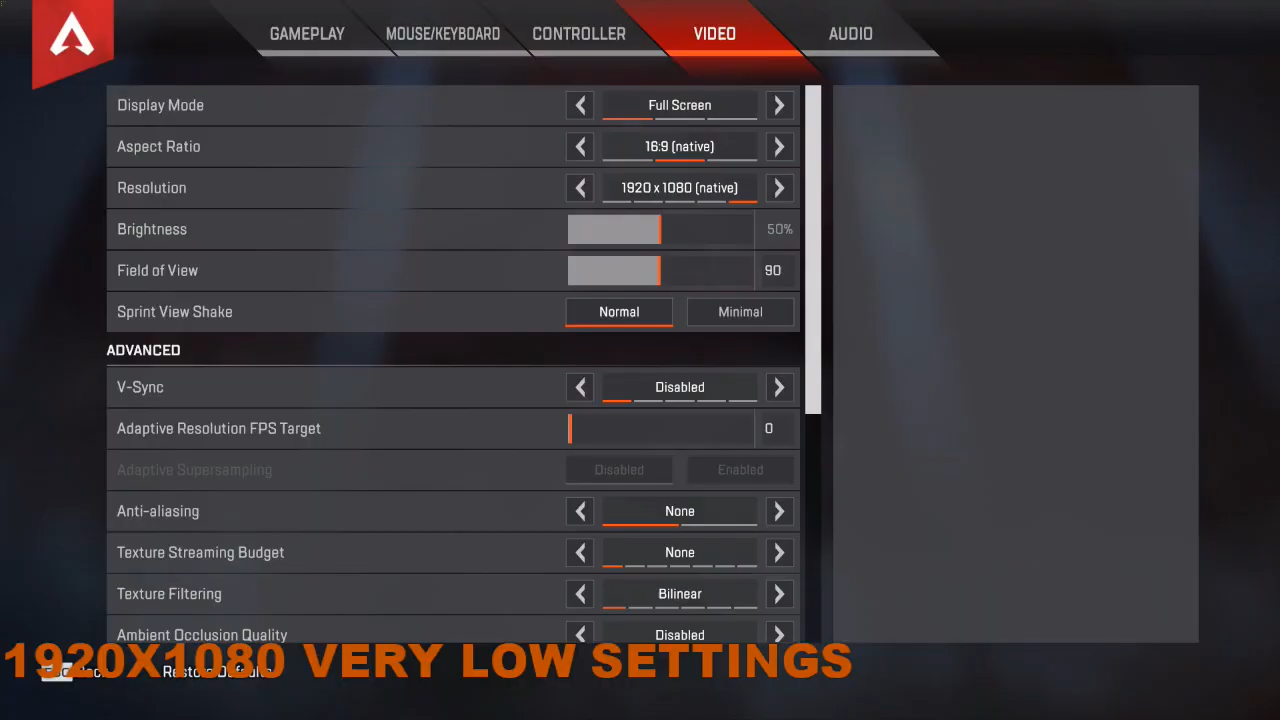 GAMEPLAY MOUSE/KEYBOARD CONTROLLER VIDEO AUDIO
Display Mode Full Screen
Aspect Ratio 16:9 (native)
Resolution 1920 x 1080 (native)
Brightness 50%
Field of View 90
Sprint View Shake Normal Minimal
ADVANCED
V-Sync Disabled
Adaptive Resolution FPS Target 0
Adaptive Supersampling Disabled Enabled
Anti-aliasing None
Texture Streaming Budget None
Texture Filtering Bilinear
Ambient Occlusion Quality Disabled
1920X1080 VERY LOW SETTINGS
Restore Defaults